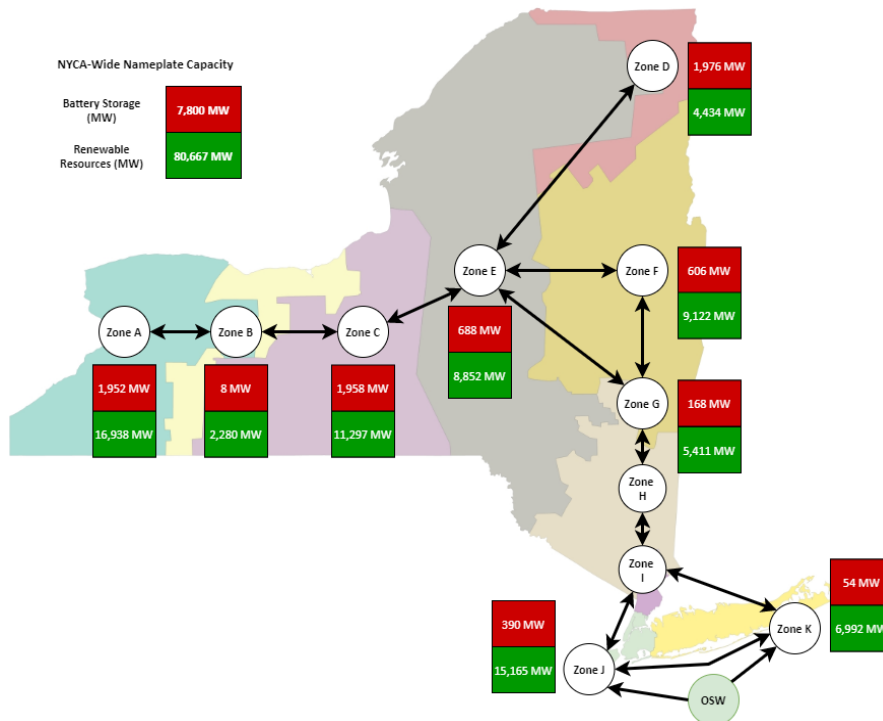 NYCA-Wide Nameplate Capacity
Battery Storage
(MW)
7,800 MW
Renewable
Resources (MW)
80,667 MW
Zone D
1,976 MW
4,434 MW
Zone E
688 MW
8,852 MW
Zone F
606 MW
9,122 MW
Zone A
1,952 MW
16,938 MW
Zone B
8 MW
2,280 MW
Zone C
1,958 MW
11,297 MW
Zone G
168 MW
5,411 MW
Zone
H
Zone
I
Zone K
54 MW
6,992 MW
Zone J
390 MW
15,165 MW
OSW